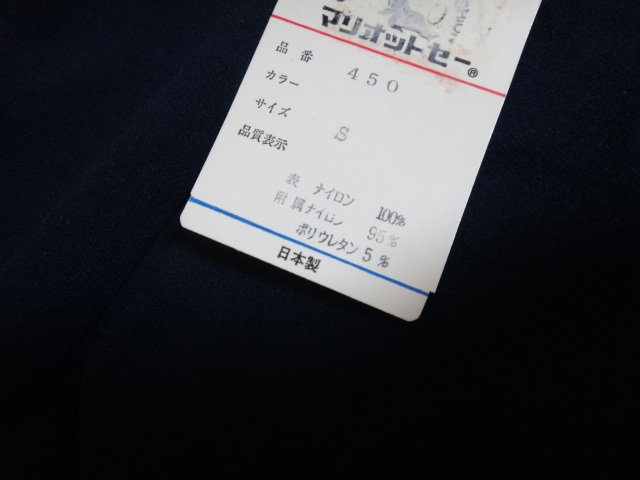 マリオットセー®
品番 450
カラー
サイズ S
品質表示
表 ナイロン 100%
附属ナイロン 95%
ポリウレタン 5%
日本製